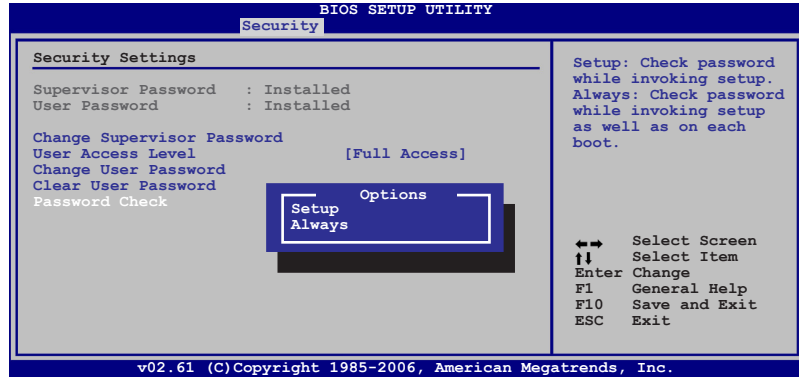 BIOS SETUP UTILITY
Security
Security Settings
Supervisor Password : Installed
User Password : Installed
Change Supervisor Password
User Access Level [Full Access]
Change User Password
Clear User Password
Password Check
Options
Setup
Always
Setup: Check password
while invoking setup.
Always: Check password
while invoking setup
as well as on each
boot.
←→ Select Screen
↑↓ Select Item
Enter Change
F1 General Help
F10 Save and Exit
ESC Exit
v02.61 (C)Copyright 1985-2006, American Megatrends, Inc.